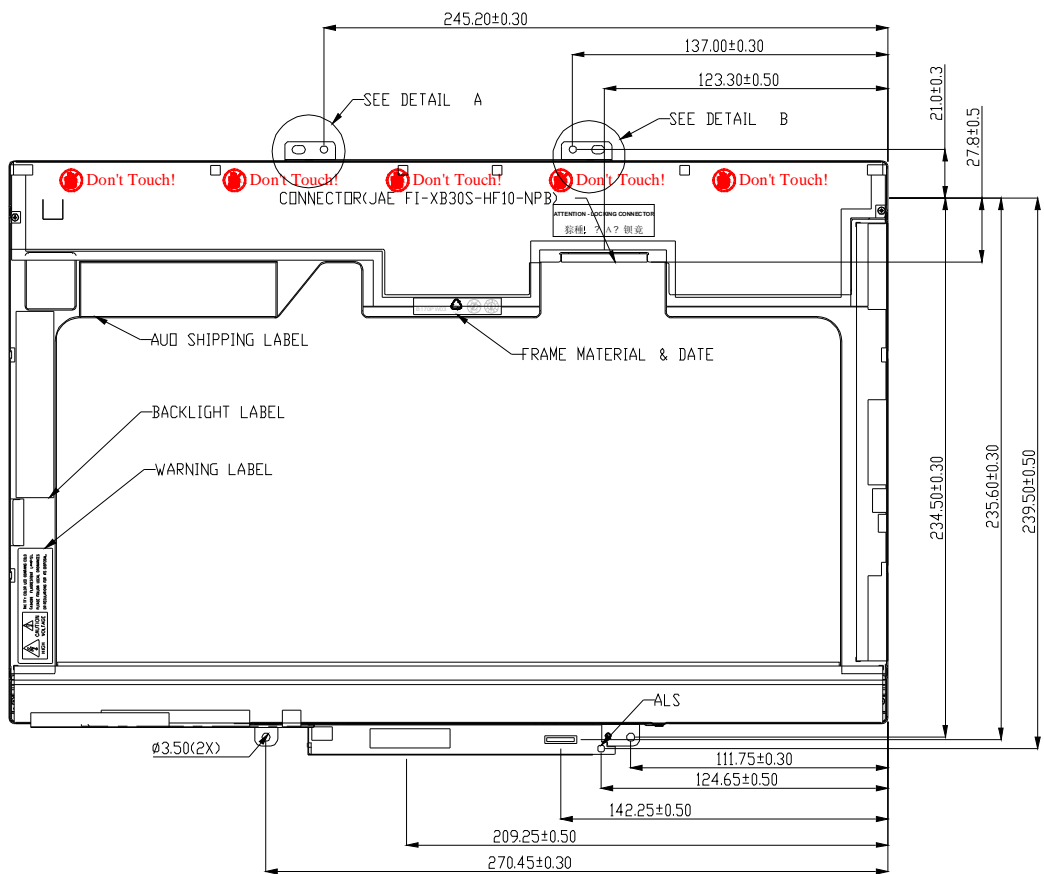 245.20±0.30
137.00±0.30
123.30±0.50
21.0±0.3
27.8±0.5
SEE DETAIL A
SEE DETAIL B
Don't Touch!
Don't Touch!
Don't Touch!
Don't Touch!
Don't Touch!
CONNECTOR(JAE FI-XB30S-HF10-NPB)
ATTENTION - LOCKING CONNECTOR
? A?
AUO SHIPPING LABEL
FRAME MATERIAL & DATE
BACKLIGHT LABEL
WARNING LABEL
234.50±0.30
235.60±0.30
239.50±0.50
CAUTION
HIGH VOLTAGE
ALS
Ø3.50(2X)
111.75±0.30
124.65±0.50
142.25±0.50
209.25±0.50
270.45±0.30